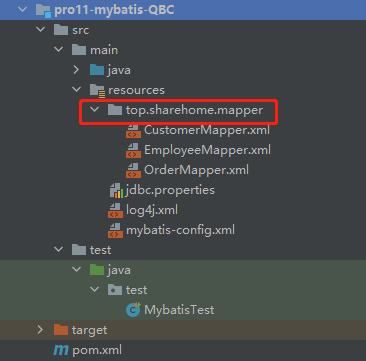 pro11-mybatis-QBC
src
main
java
resources
top.sharehome.mapper
CustomerMapper.xml
EmployeeMapper.xml
OrderMapper.xml
jdbc.properties
log4j.xml
mybatis-config.xml
test
java
test
MybatisTest
target
pom.xml